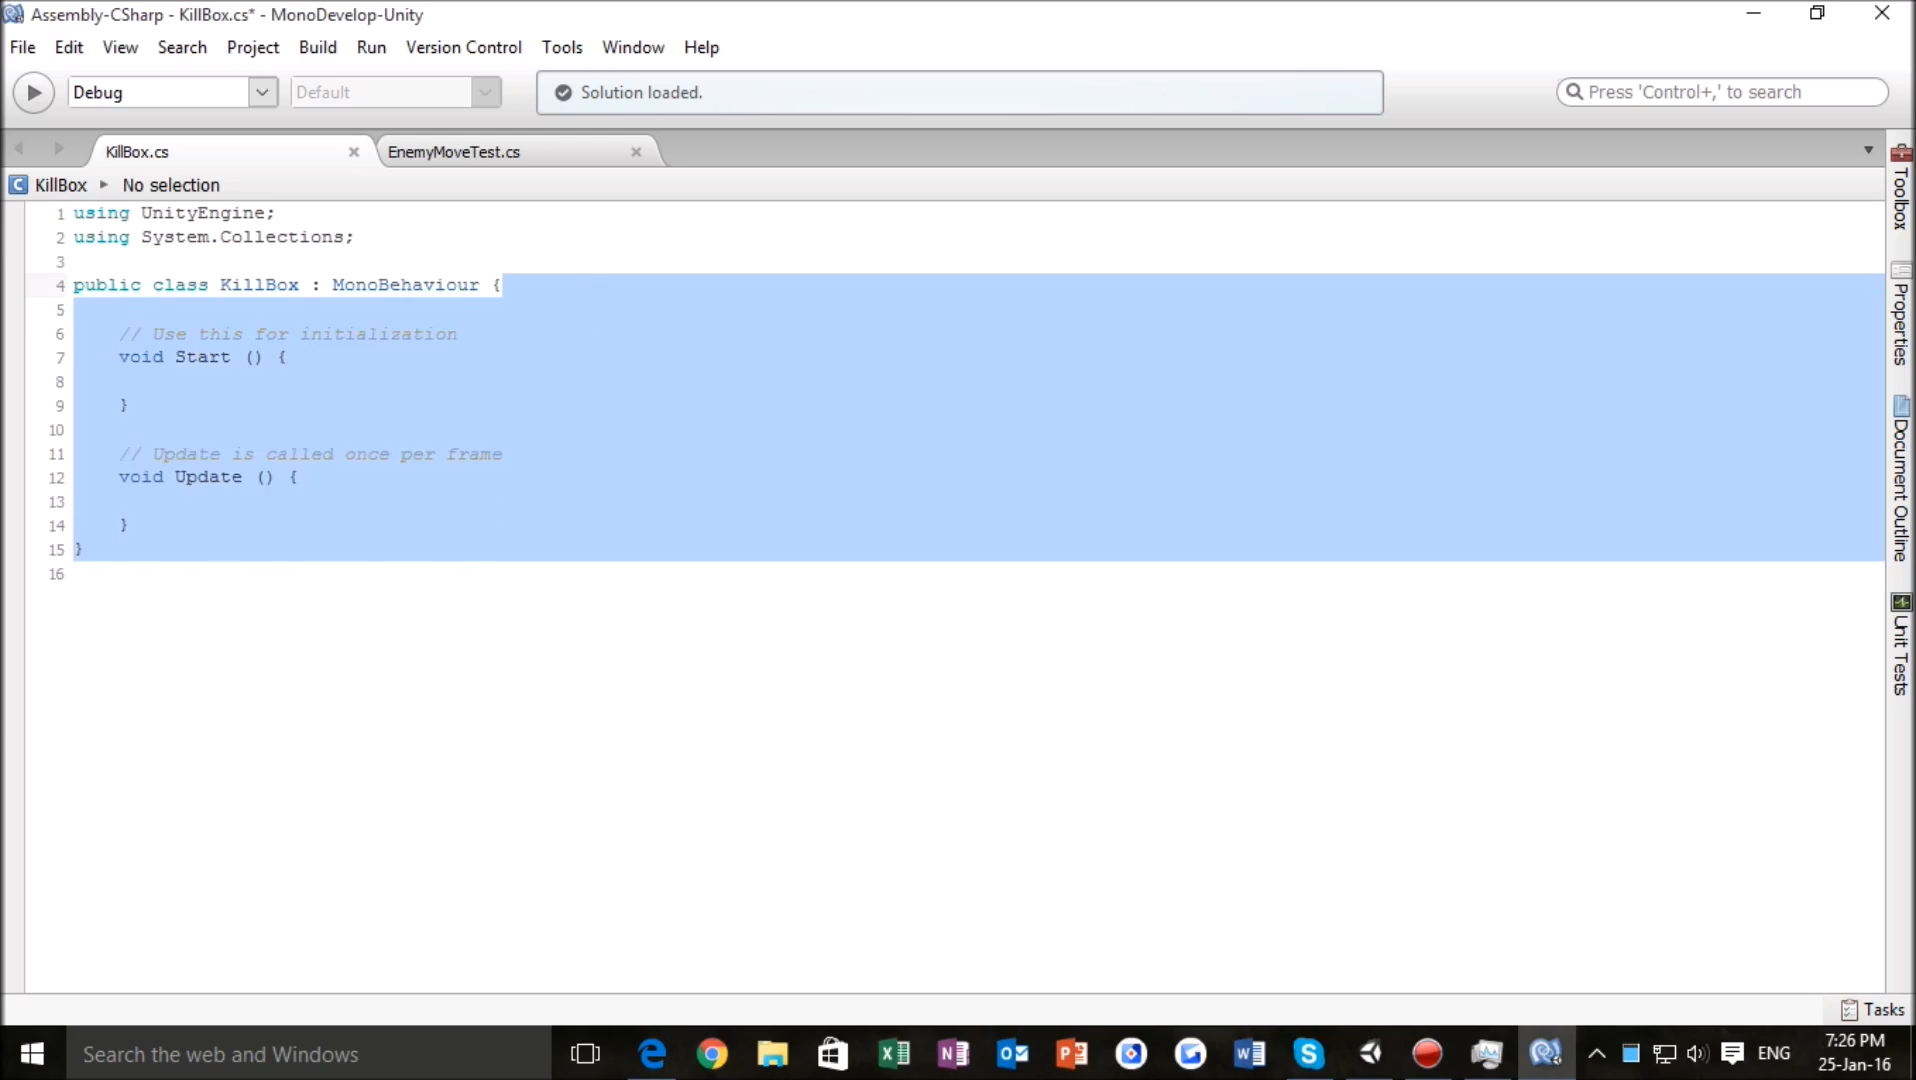 Assembly-CSharp - KillBox.cs* - MonoDevelop-Unity
File Edit View Search Project Build Run Version Control Tools Window Help
Debug Default Solution loaded. Press 'Control+,' to search
KillBox.cs EnemyMoveTest.cs
KillBox No selection
1 using UnityEngine;
2 using System.Collections;
3
4 public class KillBox : MonoBehaviour {
5
6 // Use this for initialization
7 void Start () {
8
9 }
10
11 // Update is called once per frame
12 void Update () {
13
14 }
15 }
16
Toolbox
Properties
Document Outline
Unit Tests
Tasks
Search the web and Windows
ENG
7:26 PM
25-Jan-16